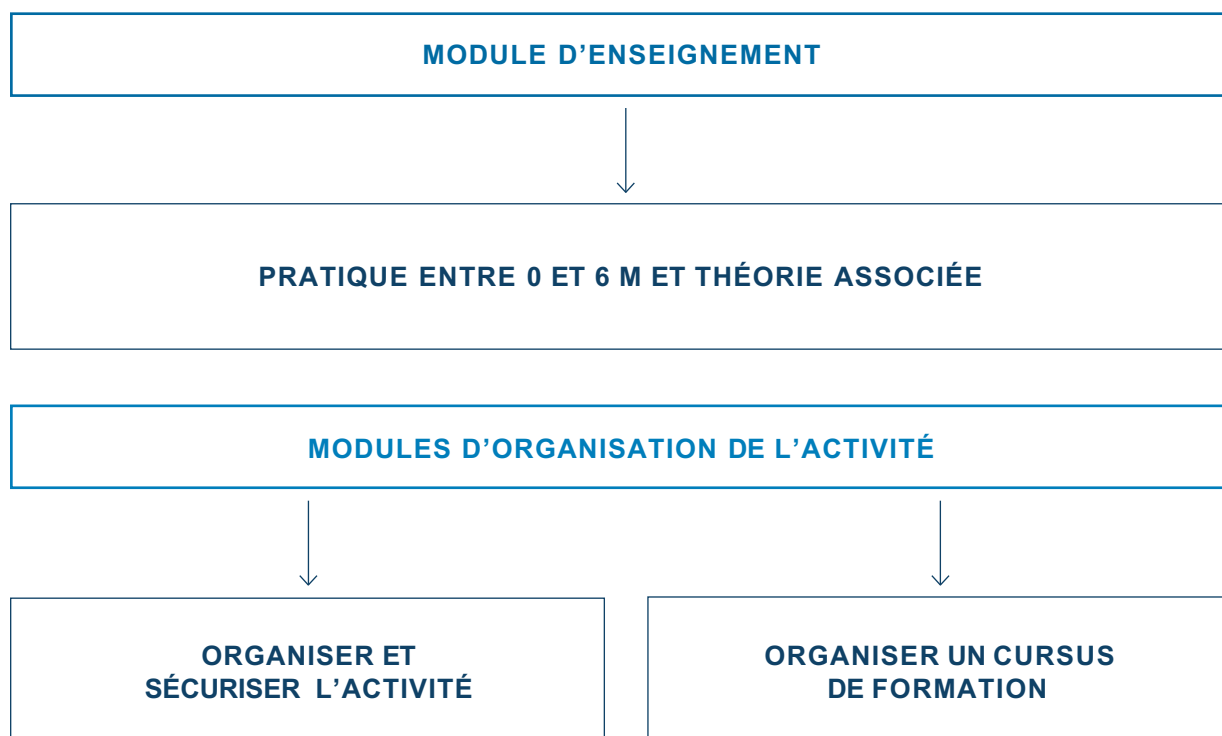 MODULE D’ENSEIGNEMENT
PRATIQUE ENTRE 0 ET 6 M ET THÉORIE ASSOCIÉE
MODULES D’ORGANISATION DE L’ACTIVITÉ
ORGANISER ET
SÉCURISER L’ACTIVITÉ
ORGANISER UN CURSUS
DE FORMATION